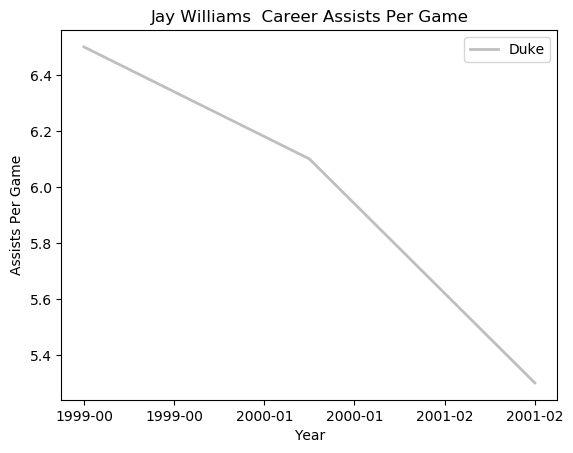 Jay Williams  Career Assists Per Game
Duke
6.4
6.2
6.0
5.8
5.6
5.4
Assists Per Game
1999-00 1999-00 2000-01 2000-01 2001-02 2001-02
Year